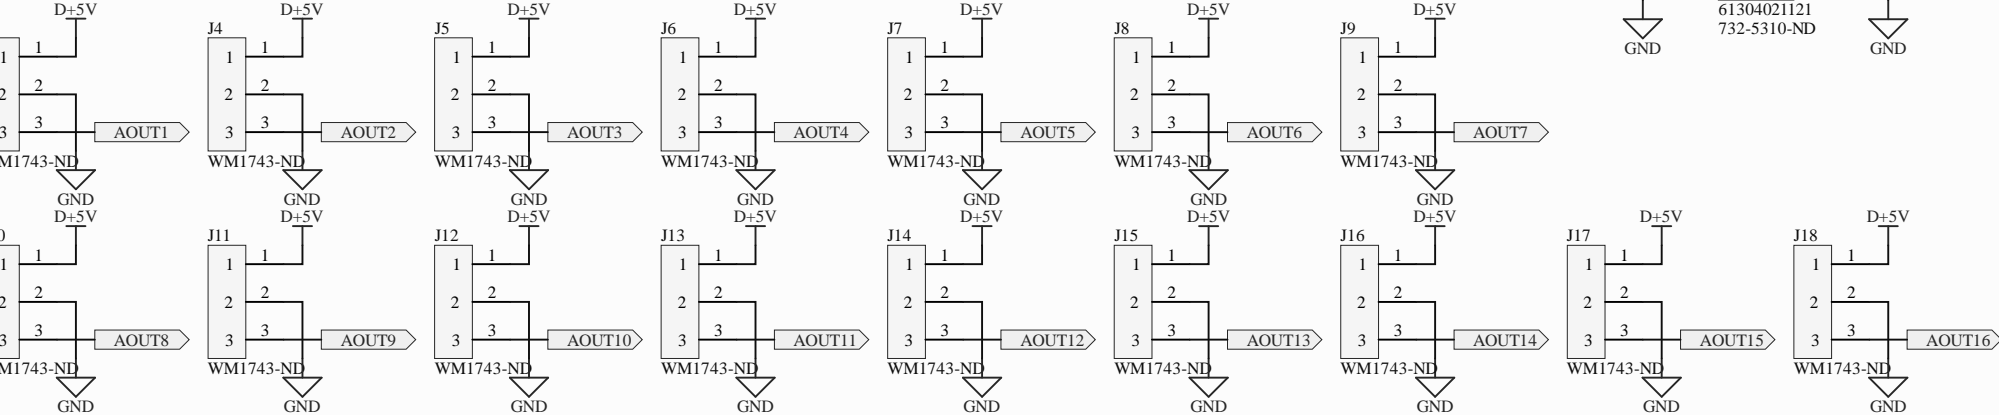 D+5V D+5V D+5V D+5V D+5V D+5V D+5V
61304021121
732-5310-ND
GND GND
J4 J5 J6 J7 J8 J9
1 1 1 1 1 1 1 1 1 1 1 1 1 1
2 2 2 2 2 2 2 2 2 2 2 2 2 2
3 3 AOUT1 3 3 AOUT2 3 3 AOUT3 3 3 AOUT4 3 3 AOUT5 3 3 AOUT6 3 3 AOUT7
M1743-ND WM1743-ND WM1743-ND WM1743-ND WM1743-ND WM1743-ND WM1743-ND
GND GND GND GND GND GND GND
D+5V D+5V D+5V D+5V D+5V D+5V D+5V D+5V D+5V
0 J11 J12 J13 J14 J15 J16 J17 J18
1 1 1 1 1 1 1 1 1 1 1 1 1 1 1 1 1 1
2 2 2 2 2 2 2 2 2 2 2 2 2 2 2 2 2 2
3 3 AOUT8 3 3 AOUT9 3 3 AOUT10 3 3 AOUT11 3 3 AOUT12 3 3 AOUT13 3 3 AOUT14 3 3 AOUT15 3 3 AOUT16
M1743-ND WM1743-ND WM1743-ND WM1743-ND WM1743-ND WM1743-ND WM1743-ND WM1743-ND WM1743-ND
GND GND GND GND GND GND GND GND GND